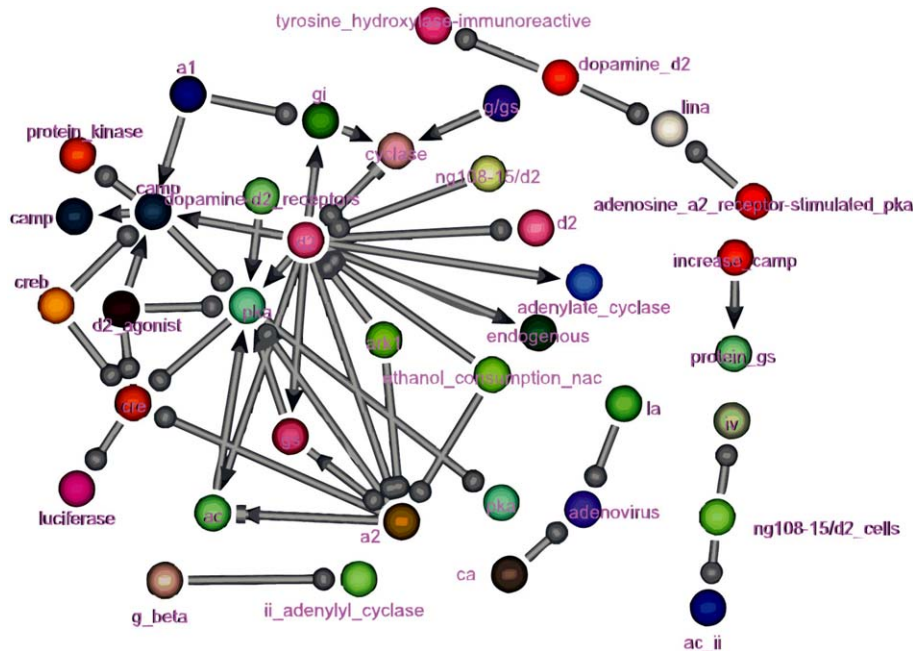 tyrosine_hydroxylase-immunoreactive
dopamine_d2
a1
gi
g/gs
lina
protein_kinase
cyclase
camp
dopamine-d2_receptors
ng108-15/d2
adenosine_a2_receptor-stimulated_pka
camp
d2
increase_camp
creb
d2_agonist
pka
adenylate_cyclase
endogenous
protein_gs
ethanol_consumption_nac
cre
la
iv
gs
luciferase
ac
a2
pka
adenovirus
ng108-15/d2_cells
g_beta
ii_adenylyl_cyclase
ca
ac_ii